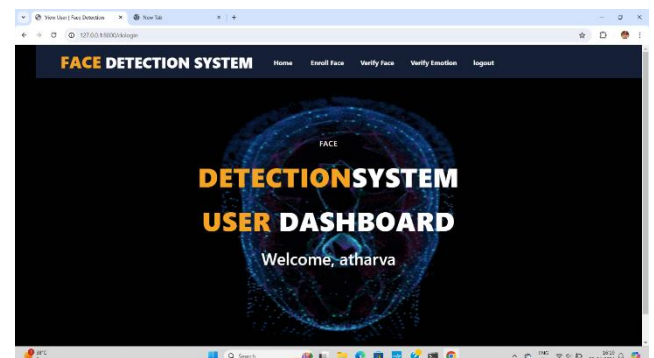 View User | Face Detection
New Tab
127.0.0.1:8000/dologin
FACE DETECTION SYSTEM Home Enroll Face Verify Face Verify Emotion logout
FACE
DETECTIONSYSTEM
USER DASHBOARD
Welcome, atharva
Search
ENG